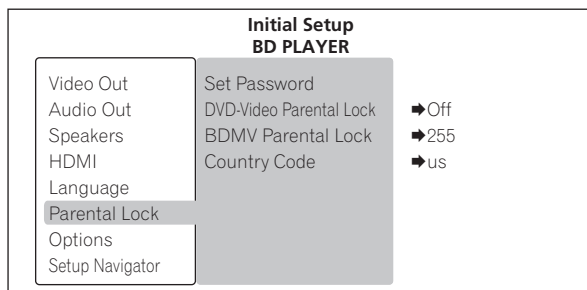 Initial Setup
BD PLAYER
Video Out
Audio Out
Speakers
HDMI
Language
Parental Lock
Options
Setup Navigator
Set Password
DVD-Video Parental Lock ➡Off
BDMV Parental Lock ➡255
Country Code ➡us